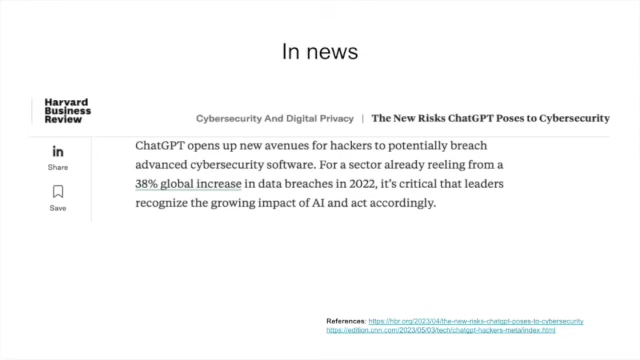 In news
Harvard
Business
Review
Cybersecurity And Digital Privacy | The New Risks ChatGPT Poses to Cybersecurity
in
Share
Save
ChatGPT opens up new avenues for hackers to potentially breach
advanced cybersecurity software. For a sector already reeling from a
38% global increase in data breaches in 2022, it's critical that leaders
recognize the growing impact of AI and act accordingly.
References: https://hbr.org/2023/04/the-new-risks-chatgpt-poses-to-cybersecurity
https://edition.cnn.com/2023/05/03/tech/chatgpt-hackers-meta/index.html